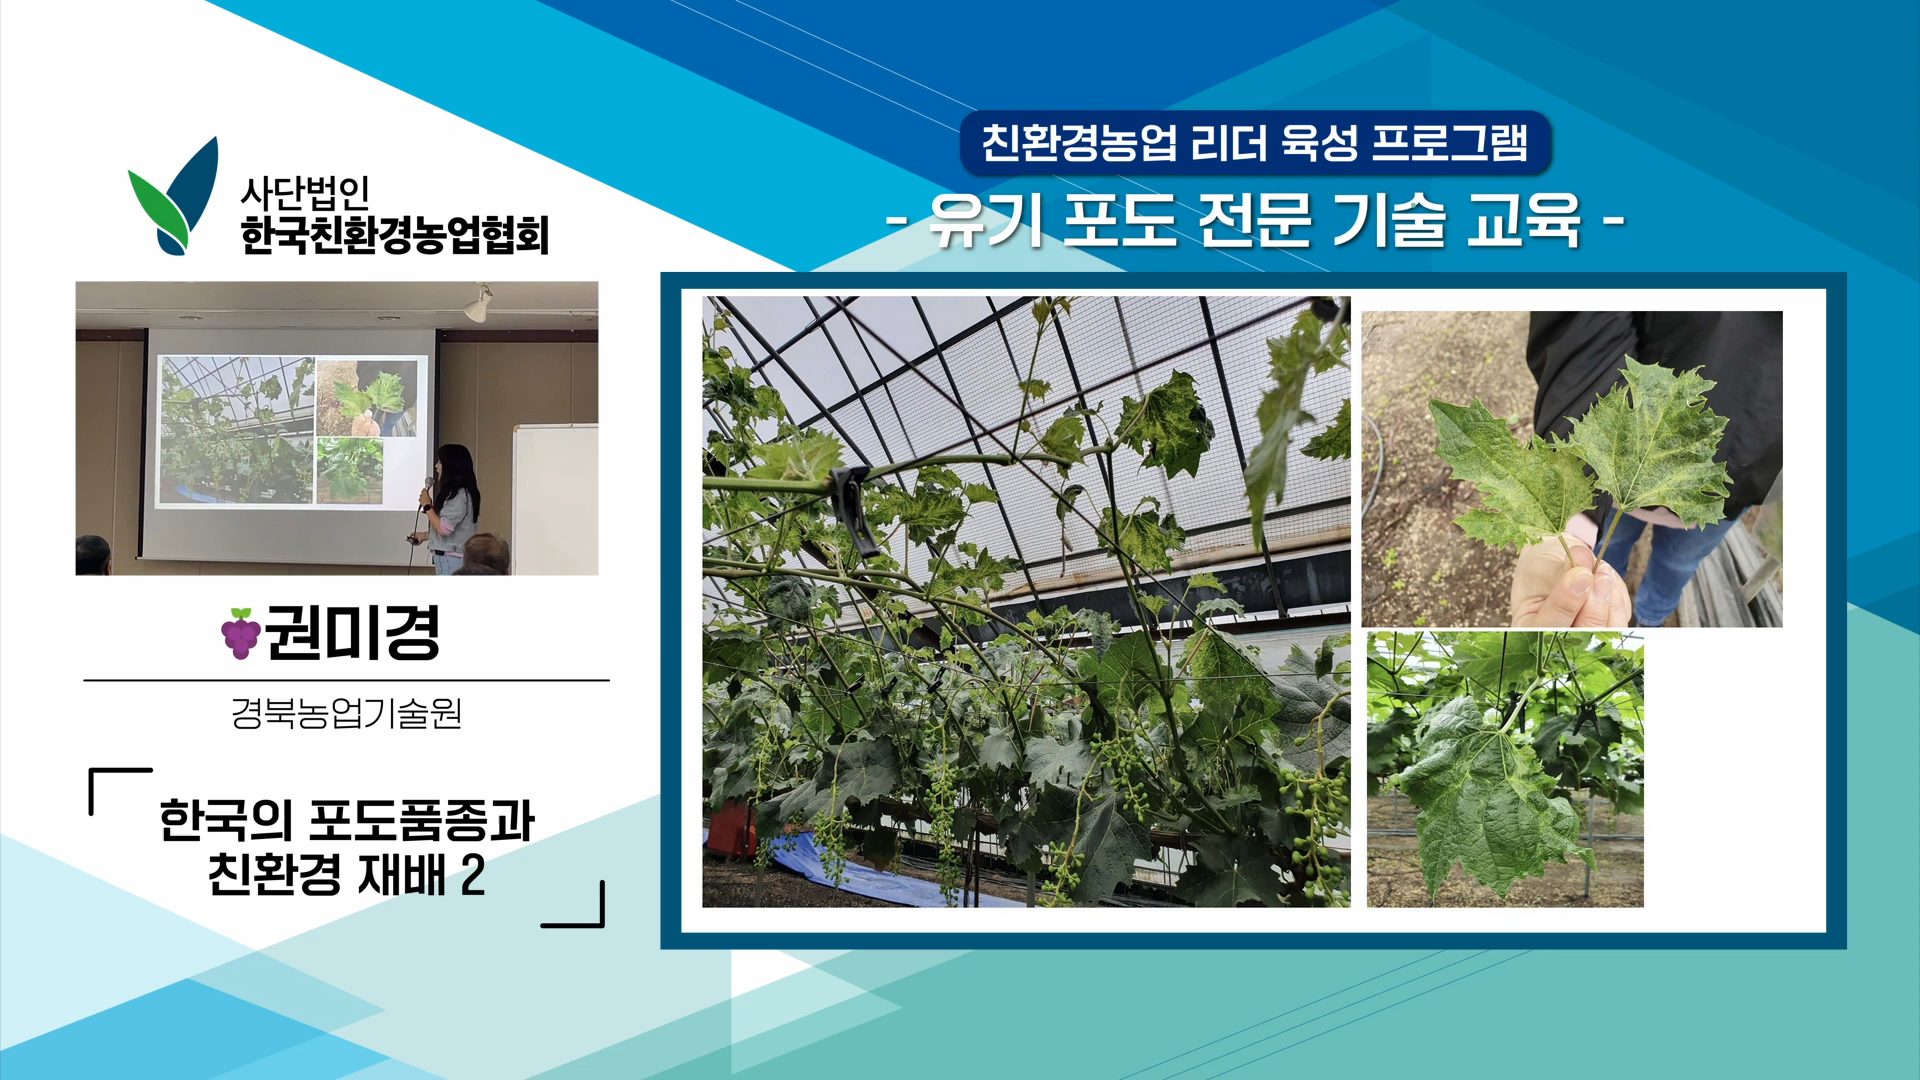 사단법인
한국친환경농업협회
친환경농업 리더 육성 프로그램
- 유기 포도 전문 기술 교육 -
권미경
경북농업기술원
한국의 포도품종과
친환경 재배 2